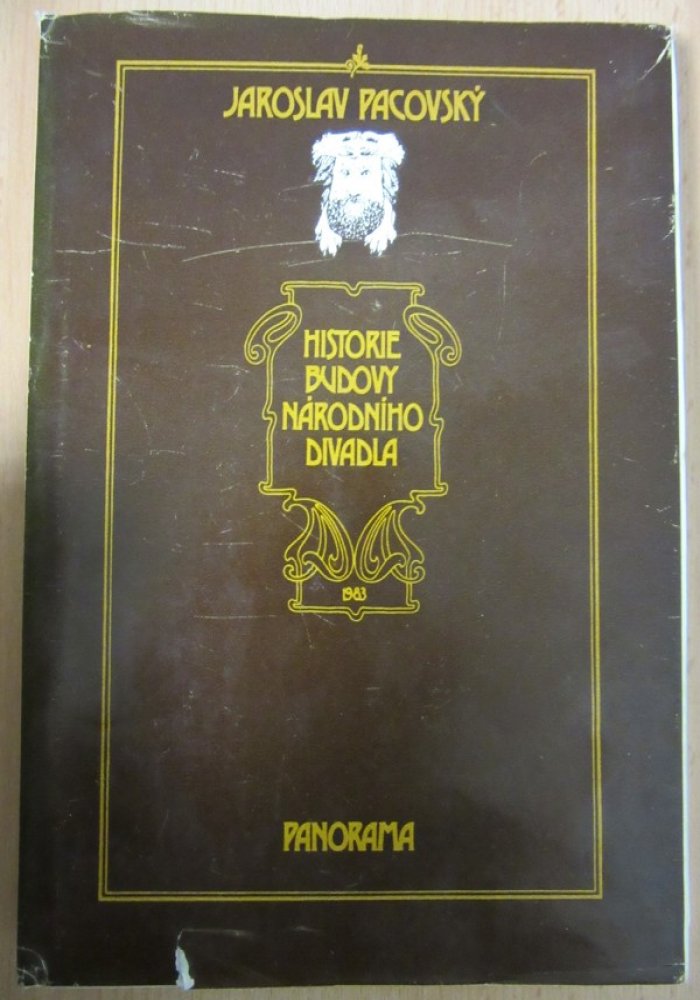 JAROSLAV PACOVSKÝ
HISTORIE
BUDOVY
NÁRODNÍHO
DIVADLA
1983
PANORAMA